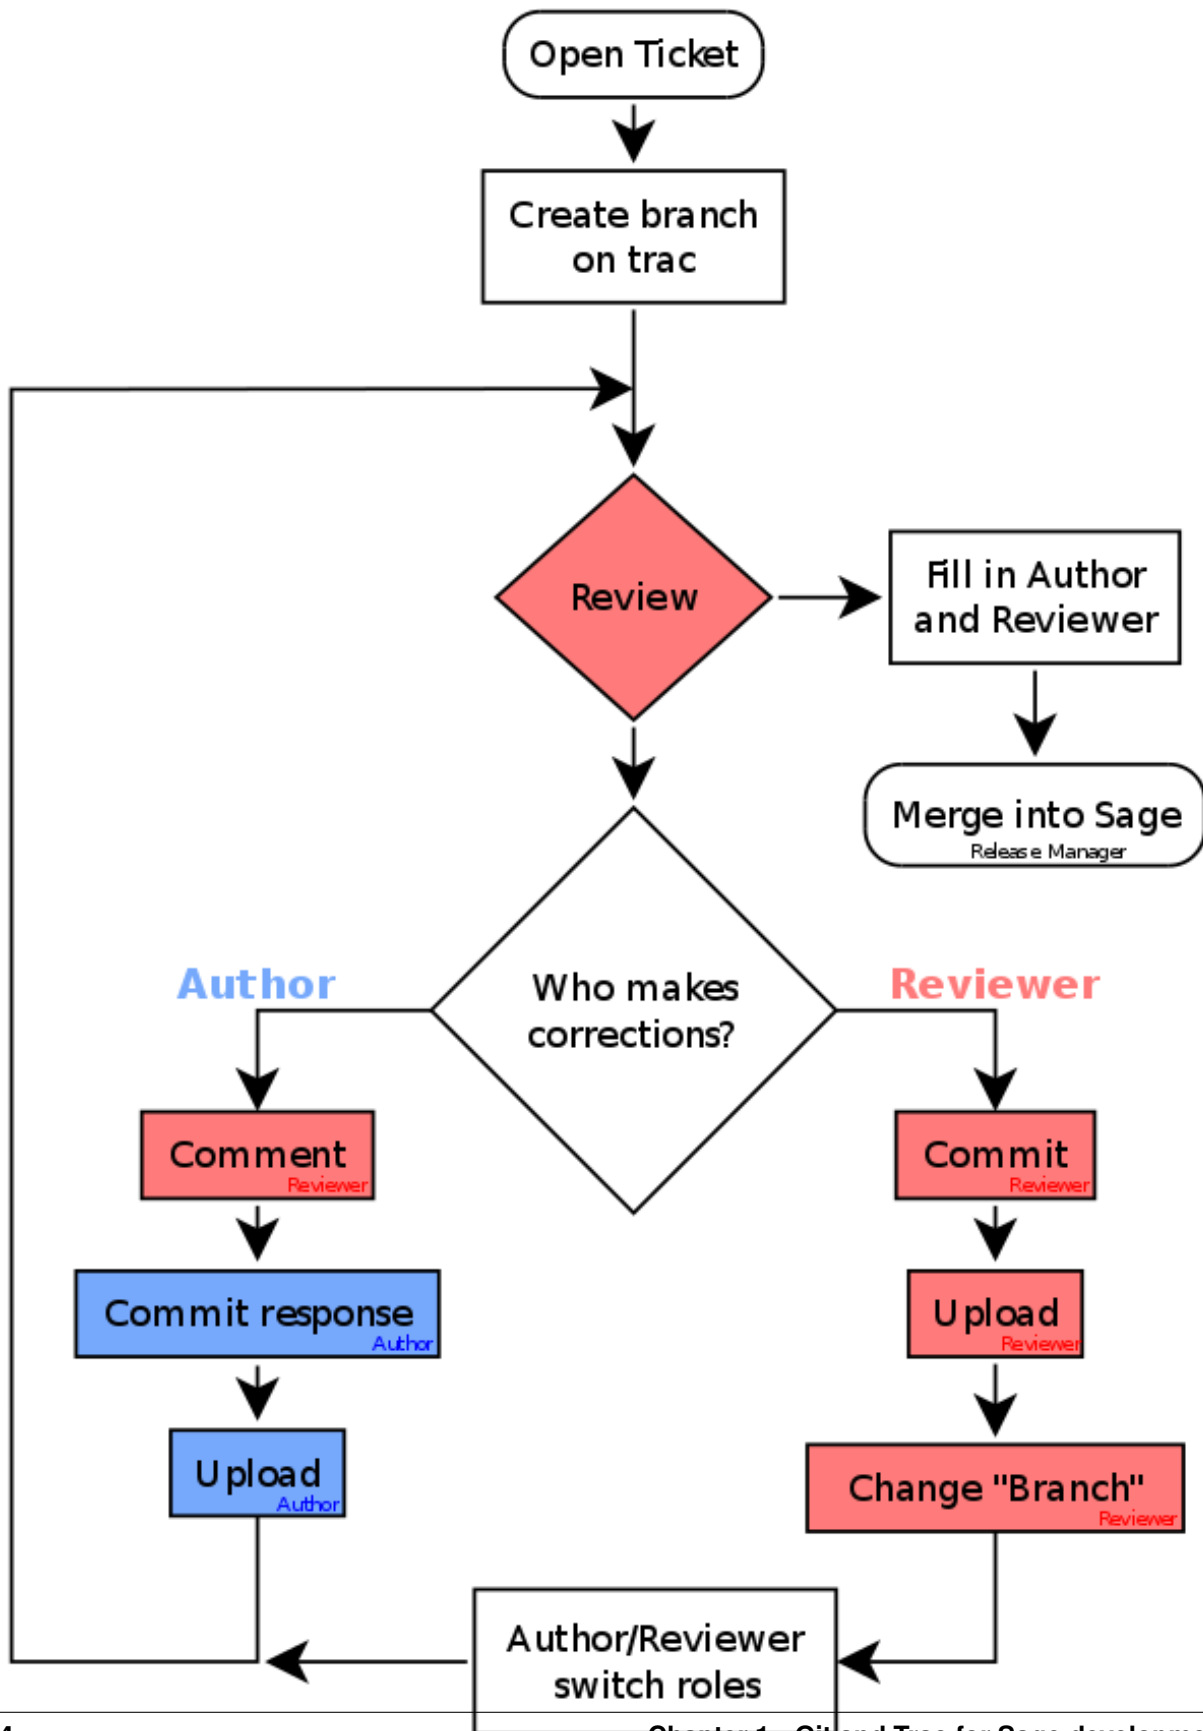 Open Ticket
Create branch
on trac
Review
Fill in Author
and Reviewer
Merge into Sage
Release Manager
Author
Reviewer
Who makes
corrections?
Comment
Reviewer
Commit
Reviewer
Commit response
Author
Upload
Reviewer
Upload
Author
Change "Branch"
Reviewer
Author/Reviewer
switch roles